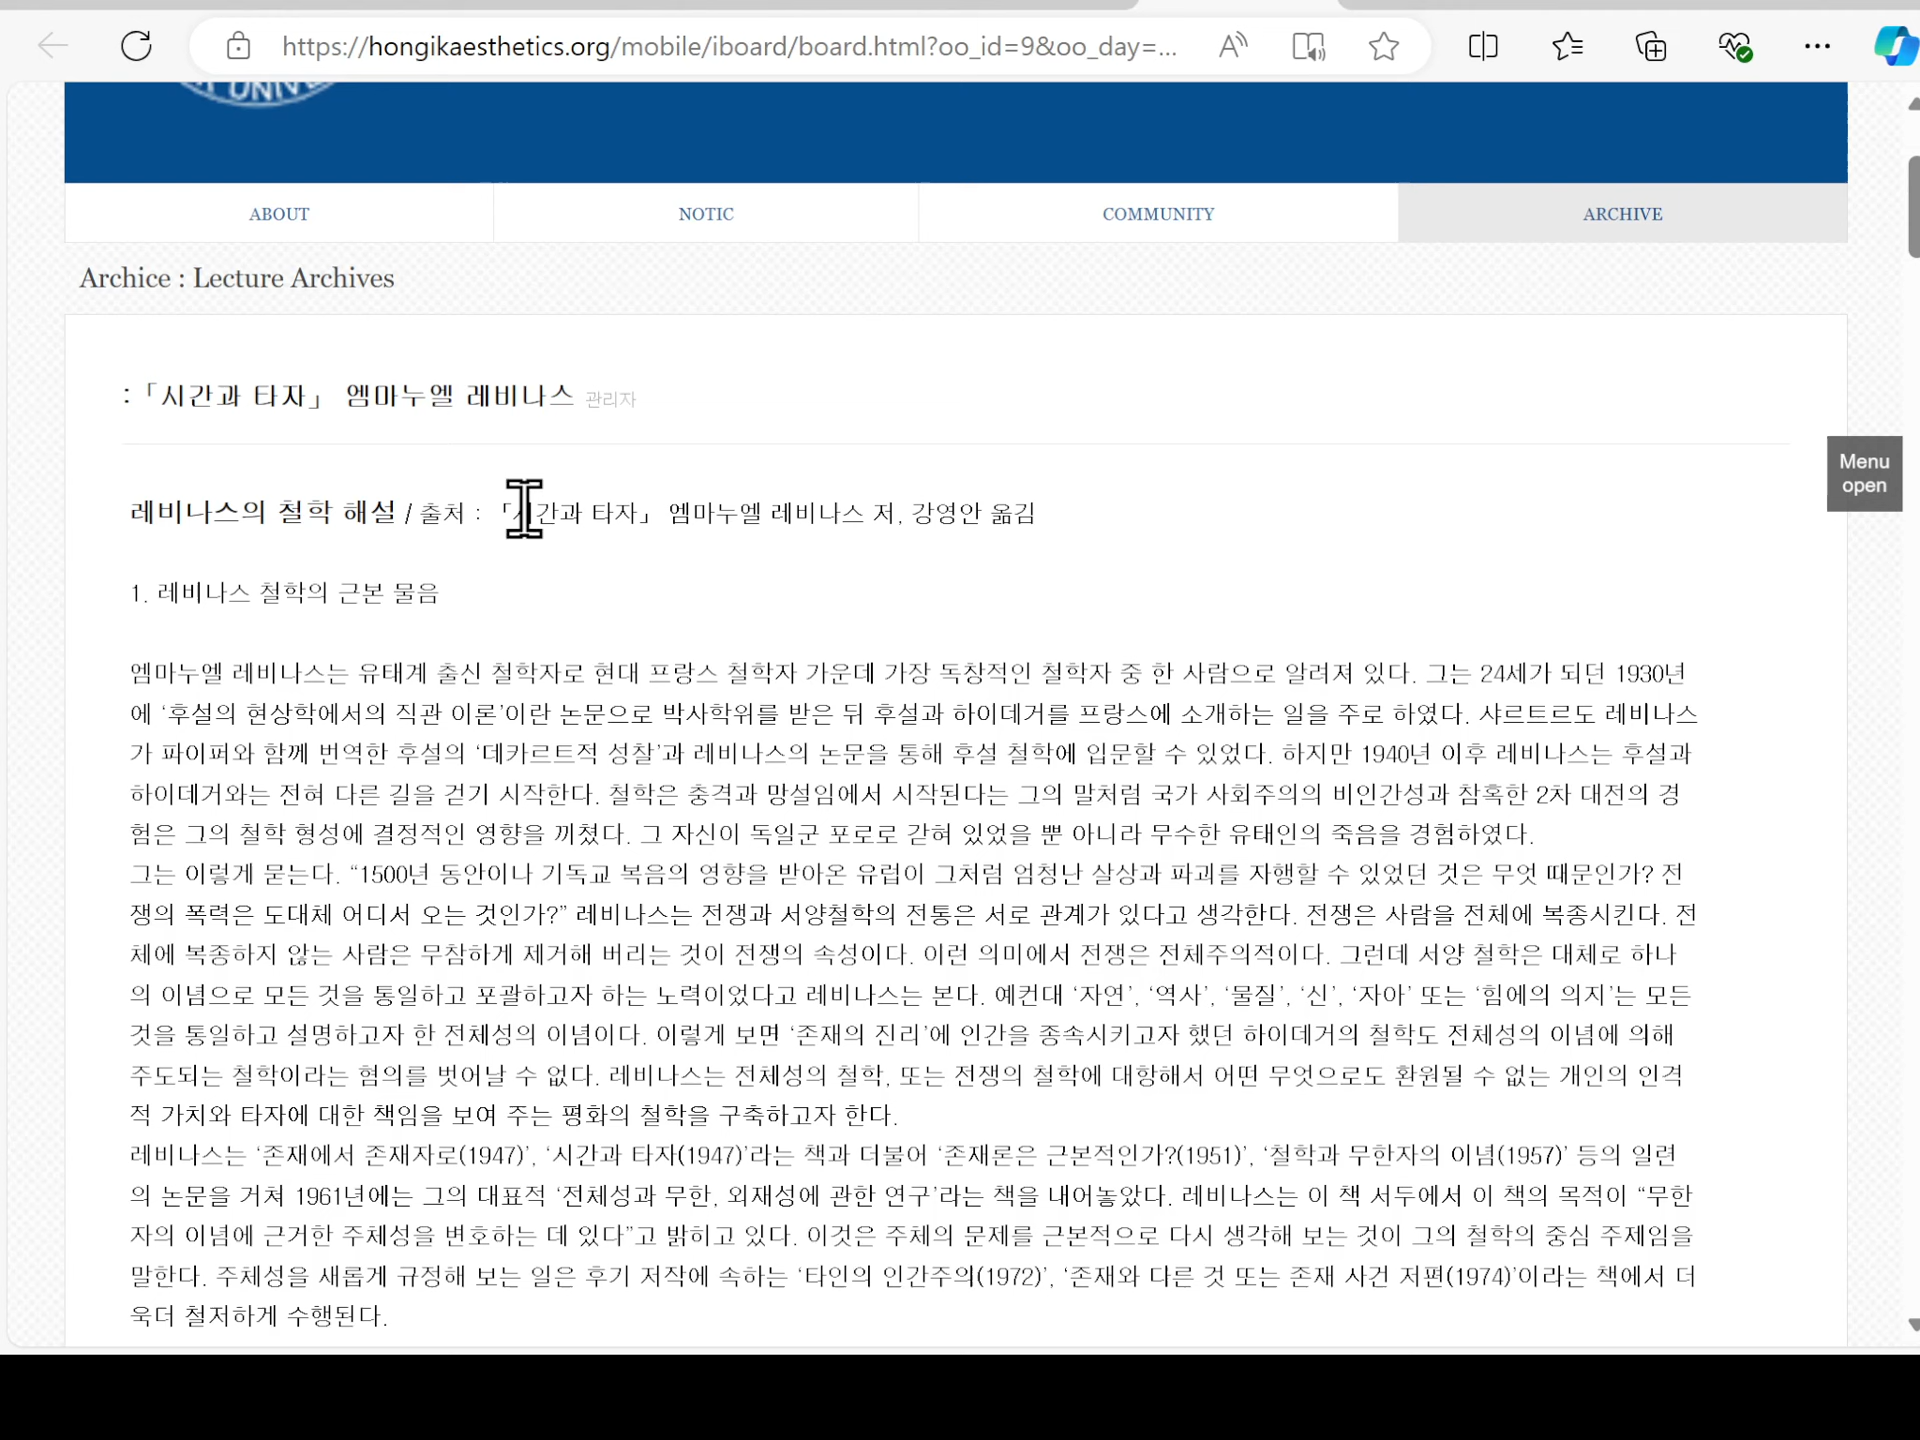 https://hongikaesthetics.org/mobile/iboard/board.html?oo_id=9&oo_day=...
ABOUT
NOTIC
COMMUNITY
ARCHIVE
Archice : Lecture Archives
:「시간과 타자」 엠마누엘 레비나스 관리자
Menu
open
레비나스의 철학 해설 / 출처 : 「시간과 타자」 엠마누엘 레비나스 저, 강영안 옮김
1. 레비나스 철학의 근본 물음
엠마누엘 레비나스는 유태계 출신 철학자로 현대 프랑스 철학자 가운데 가장 독창적인 철학자 중 한 사람으로 알려져 있다. 그는 24세가 되던 1930년
에 ‘후설의 현상학에서의 직관 이론’이란 논문으로 박사학위를 받은 뒤 후설과 하이데거를 프랑스에 소개하는 일을 주로 하였다. 샤르트르도 레비나스
가 파이퍼와 함께 번역한 후설의 ‘데카르트적 성찰’과 레비나스의 논문을 통해 후설 철학에 입문할 수 있었다. 하지만 1940년 이후 레비나스는 후설과
하이데거와는 전혀 다른 길을 걷기 시작한다. 철학은 충격과 망설임에서 시작된다는 그의 말처럼 국가 사회주의의 비인간성과 참혹한 2차 대전의 경
험은 그의 철학 형성에 결정적인 영향을 끼쳤다. 그 자신이 독일군 포로로 갇혀 있었을 뿐 아니라 무수한 유태인의 죽음을 경험하였다.
그는 이렇게 묻는다. “1500년 동안이나 기독교 복음의 영향을 받아온 유럽이 그처럼 엄청난 살상과 파괴를 자행할 수 있었던 것은 무엇 때문인가? 전
쟁의 폭력은 도대체 어디서 오는 것인가?” 레비나스는 전쟁과 서양철학의 전통은 서로 관계가 있다고 생각한다. 전쟁은 사람을 전체에 복종시킨다. 전
체에 복종하지 않는 사람은 무참하게 제거해 버리는 것이 전쟁의 속성이다. 이런 의미에서 전쟁은 전체주의적이다. 그런데 서양 철학은 대체로 하나
의 이념으로 모든 것을 통일하고 포괄하고자 하는 노력이었다고 레비나스는 본다. 예컨대 ‘자연’, ‘역사’, ‘물질’, ‘신’, ‘자아’ 또는 ‘힘에의 의지’는 모든
것을 통일하고 설명하고자 한 전체성의 이념이다. 이렇게 보면 ‘존재의 진리’에 인간을 종속시키고자 했던 하이데거의 철학도 전체성의 이념에 의해
주도되는 철학이라는 혐의를 벗어날 수 없다. 레비나스는 전체성의 철학, 또는 전쟁의 철학에 대항해서 어떤 무엇으로도 환원될 수 없는 개인의 인격
적 가치와 타자에 대한 책임을 보여 주는 평화의 철학을 구축하고자 한다.
레비나스는 ‘존재에서 존재자로(1947)’, ‘시간과 타자(1947)’라는 책과 더불어 ‘존재론은 근본적인가?(1951)’, ‘철학과 무한자의 이념(1957)’ 등의 일련
의 논문을 거쳐 1961년에는 그의 대표적 ‘전체성과 무한, 외재성에 관한 연구’라는 책을 내어놓았다. 레비나스는 이 책 서두에서 이 책의 목적이 “무한
자의 이념에 근거한 주체성을 변호하는 데 있다”고 밝히고 있다. 이것은 주체의 문제를 근본적으로 다시 생각해 보는 것이 그의 철학의 중심 주제임을
말한다. 주체성을 새롭게 규정해 보는 일은 후기 저작에 속하는 ‘타인의 인간주의(1972)’, ‘존재와 다른 것 또는 존재 사건 저편(1974)’이라는 책에서 더
욱더 철저하게 수행된다.